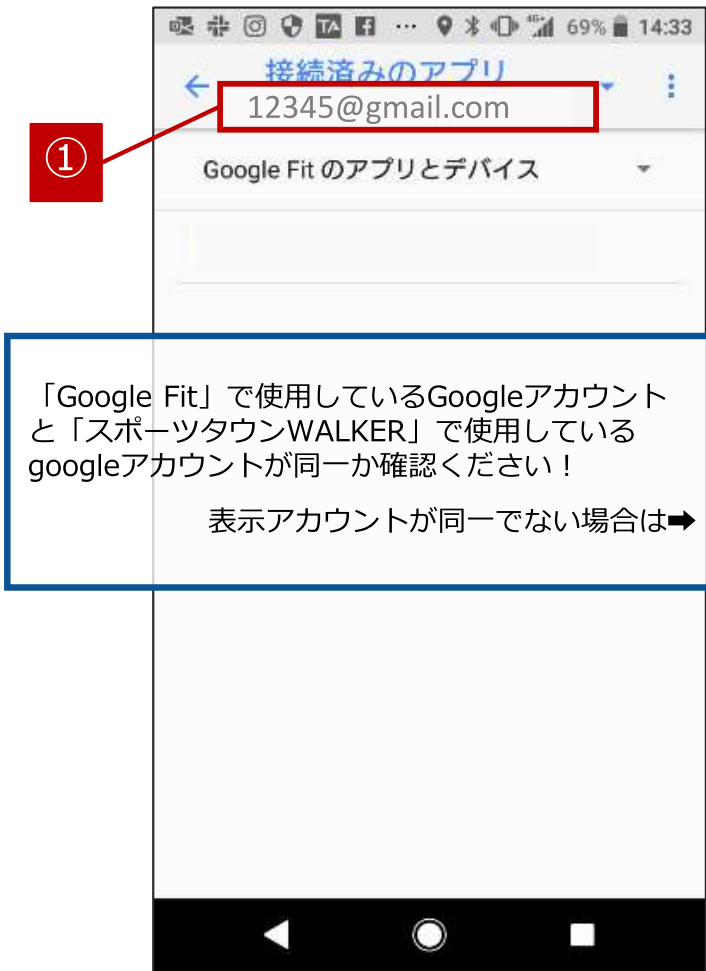 69% 14:33
接続済みのアプリ
12345@gmail.com
①
Google Fit のアプリとデバイス
「Google Fit」で使用しているGoogleアカウント
と「スポーツタウンWALKER」で使用している
googleアカウントが同一か確認ください！
表示アカウントが同一でない場合は➡